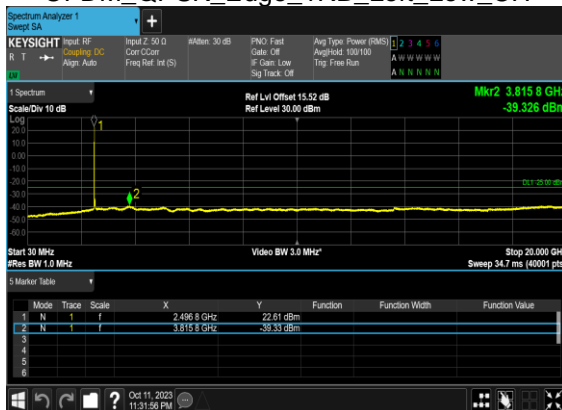 Spectrum Analyzer 1
Swept SA
KEYSIGHT Input: RF Input Z: 50 Ω #Atten: 30 dB PNO: Fast Avg Type: Power (RMS) 1 2 3 4 5 6
R T Coupling: DC Corr CCorr Gate: Off Avg|Hold: 100/100 A W W W W W
Align: Auto Freq Ref: Int (S) IF Gain: Low Trig: Free Run
Sig Track: Off A N N N N N
1 Spectrum Ref Lvl Offset 15.52 dB Mkr2 3.815 8 GHz
Scale/Div 10 dB Ref Level 30.00 dBm -39.326 dBm
Log
20.0 1
10.0
0.00
-10.0
-20.0
-30.0 2
-40.0
-50.0
-60.0
Start 30 MHz Video BW 3.0 MHz* Stop 20.000 GH
#Res BW 1.0 MHz Sweep 34.7 ms (40001 pts
5 Marker Table
Mode Trace Scale X Y Function Function Width Function Value
1 N 1 f 2.496 8 GHz 22.61 dBm
2 N 1 f 3.815 8 GHz -39.33 dBm
3
4
5
6
? Oct 11, 2023
11:31:56 PM